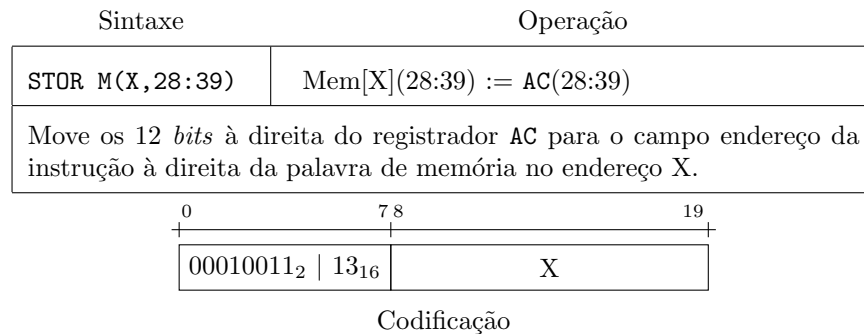 Sintaxe Operação
STOR M(X,28:39) Mem[X](28:39) := AC(28:39)
Move os 12 bits à direita do registrador AC para o campo endereço da
instrução à direita da palavra de memória no endereço X.
0 7 8 19
00010011₂ | 13₁₆ X
Codificação